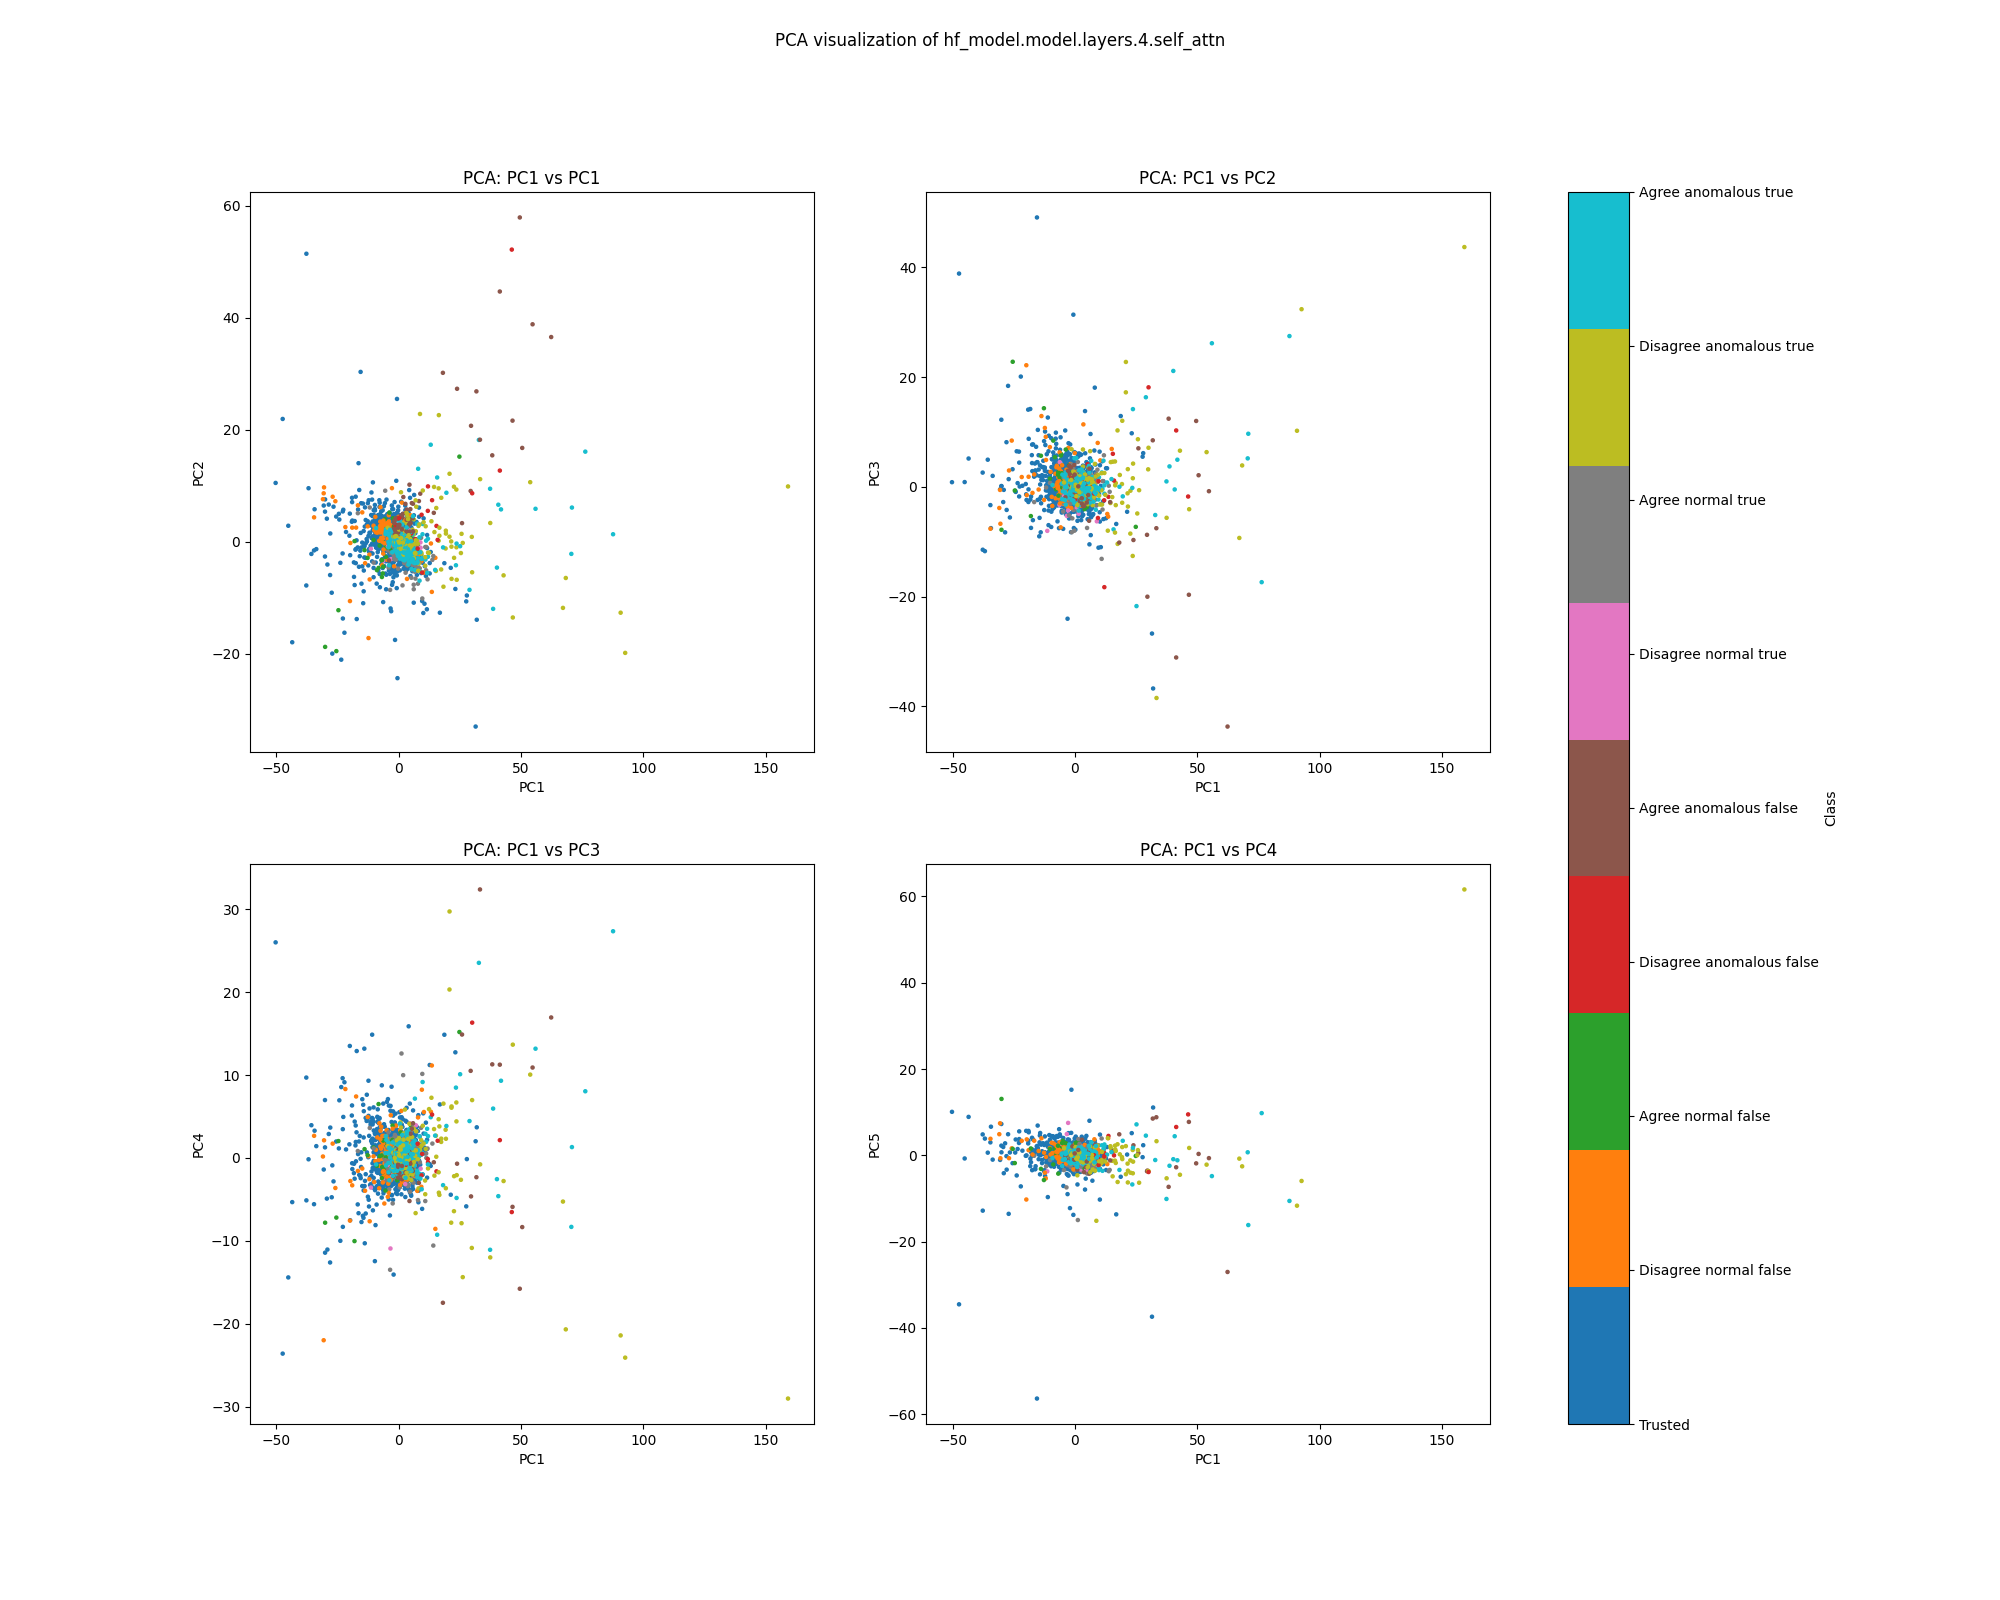 PCA visualization of hf_model.model.layers.4.self_attn
PCA: PC1 vs PC1
60
40
20
0
−20
PC2
−50 0 50 100 150
PC1
PCA: PC1 vs PC2
40
20
0
−20
−40
PC3
−50 0 50 100 150
PC1
PCA: PC1 vs PC3
30
20
10
0
−10
−20
−30
PC4
−50 0 50 100 150
PC1
PCA: PC1 vs PC4
60
40
20
0
−20
−40
−60
PC5
−50 0 50 100 150
PC1
Agree anomalous true
Disagree anomalous true
Agree normal true
Disagree normal true
Agree anomalous false
Disagree anomalous false
Agree normal false
Disagree normal false
Trusted
Class